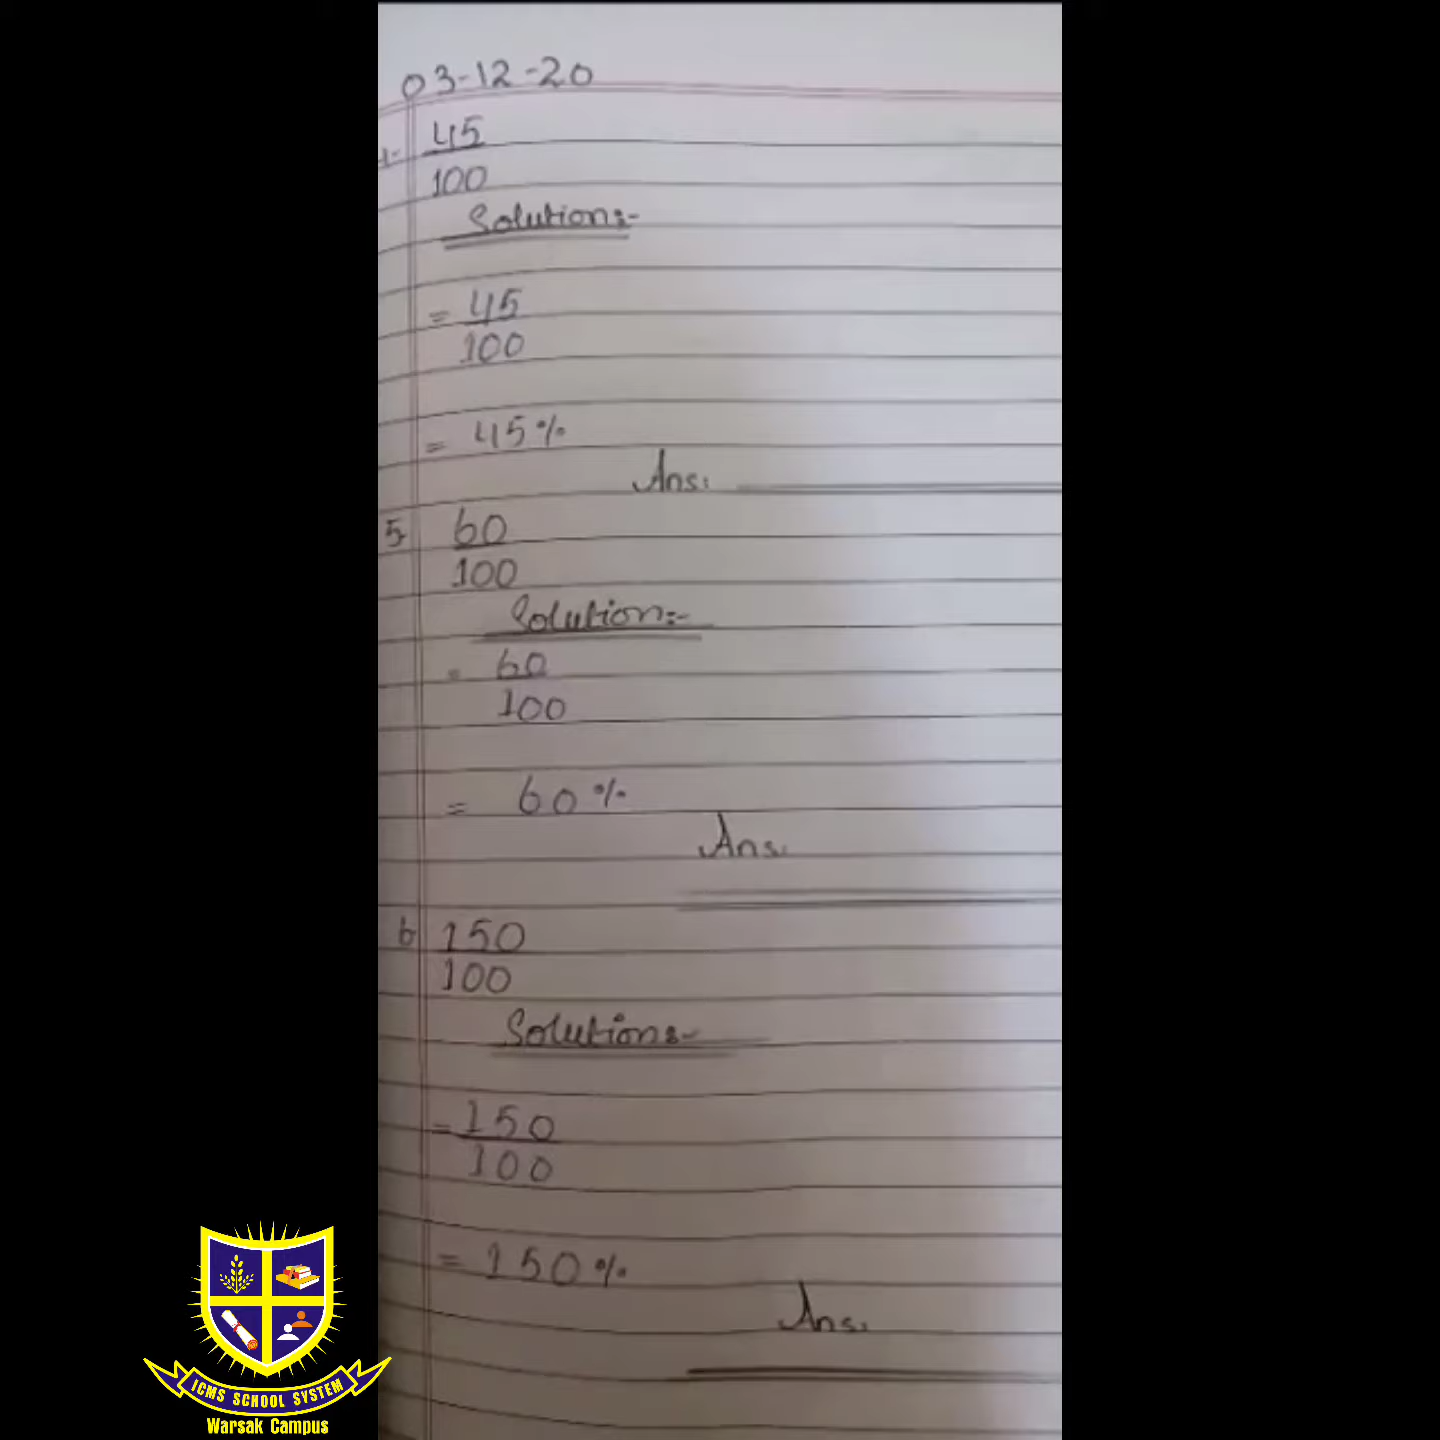 03-12-20
45
100
Solution:-
= 45
100
= 45%
Ans:
5 60
100
Solution:-
= 60
100
= 60%
Ans:
6 150
100
Solution:-
= 150
100
= 150%
Ans:
ICMS SCHOOL SYSTEM
Warsak Campus